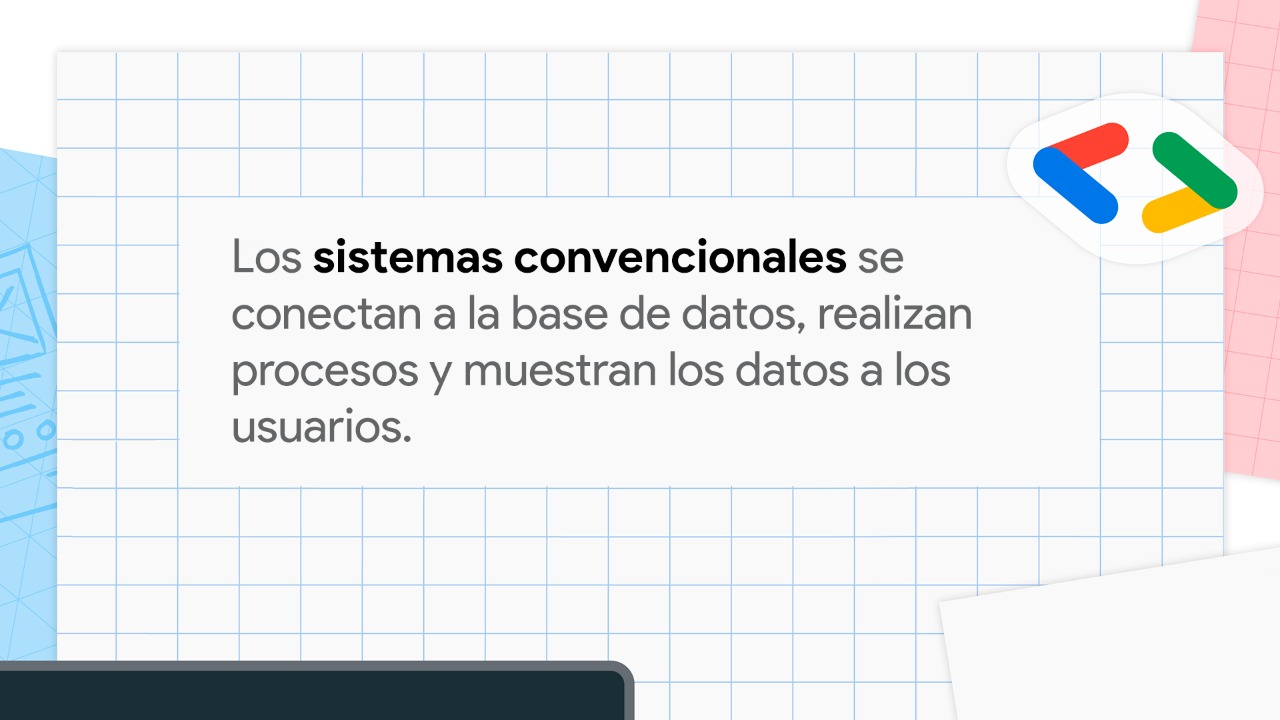 Los sistemas convencionales se
conectan a la base de datos, realizan
procesos y muestran los datos a los
usuarios.